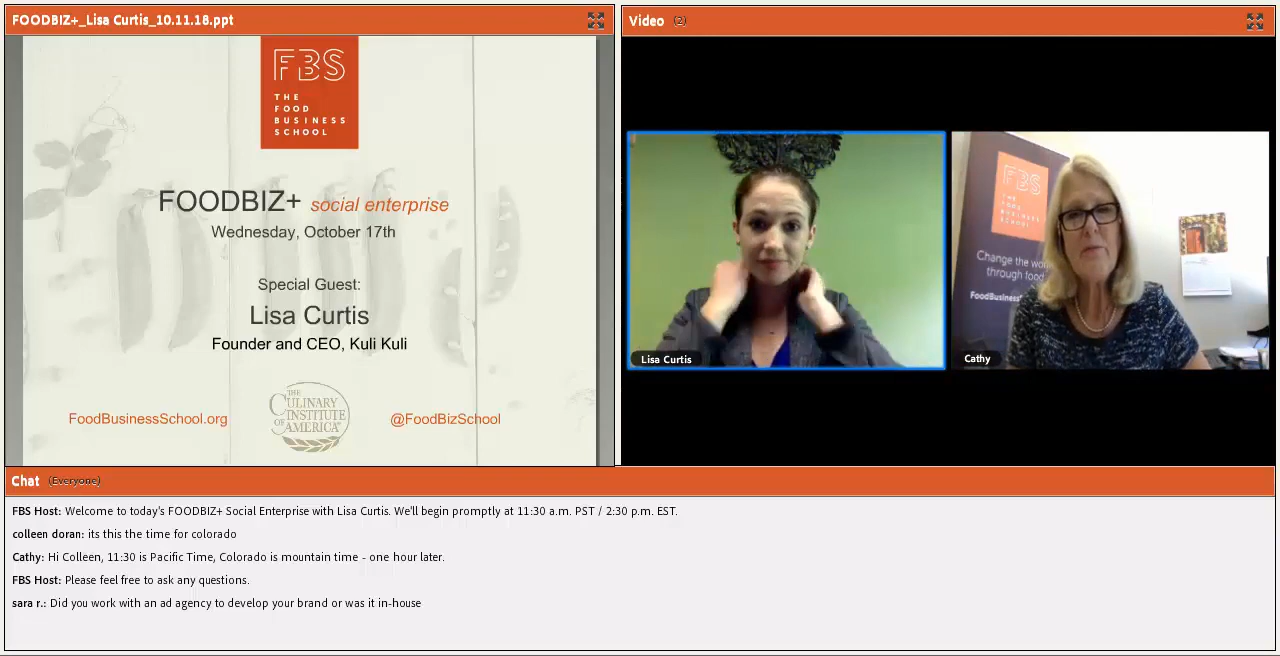 FOODBIZ+_Lisa Curtis_10.11.18.ppt
FBS
THE
FOOD
BUSINESS
SCHOOL
FOODBIZ+ social enterprise
Wednesday, October 17th
Special Guest:
Lisa Curtis
Founder and CEO, Kuli Kuli
THE
CULINARY
INSTITUTE
OF AMERICA®
FoodBusinessSchool.org
@FoodBizSchool
Video (2)
Lisa Curtis
FBS
THE
FOOD
BUSINESS
SCHOOL
Change the
through food
FoodBusiness
Cathy
Chat (Everyone)
FBS Host: Welcome to today's FOODBIZ+ Social Enterprise with Lisa Curtis. We'll begin promptly at 11:30 a.m. PST / 2:30 p.m. EST.
colleen doran: its this the time for colorado
Cathy: Hi Colleen, 11:30 is Pacific Time, Colorado is mountain time - one hour later.
FBS Host: Please feel free to ask any questions.
sara r.: Did you work with an ad agency to develop your brand or was it in-house